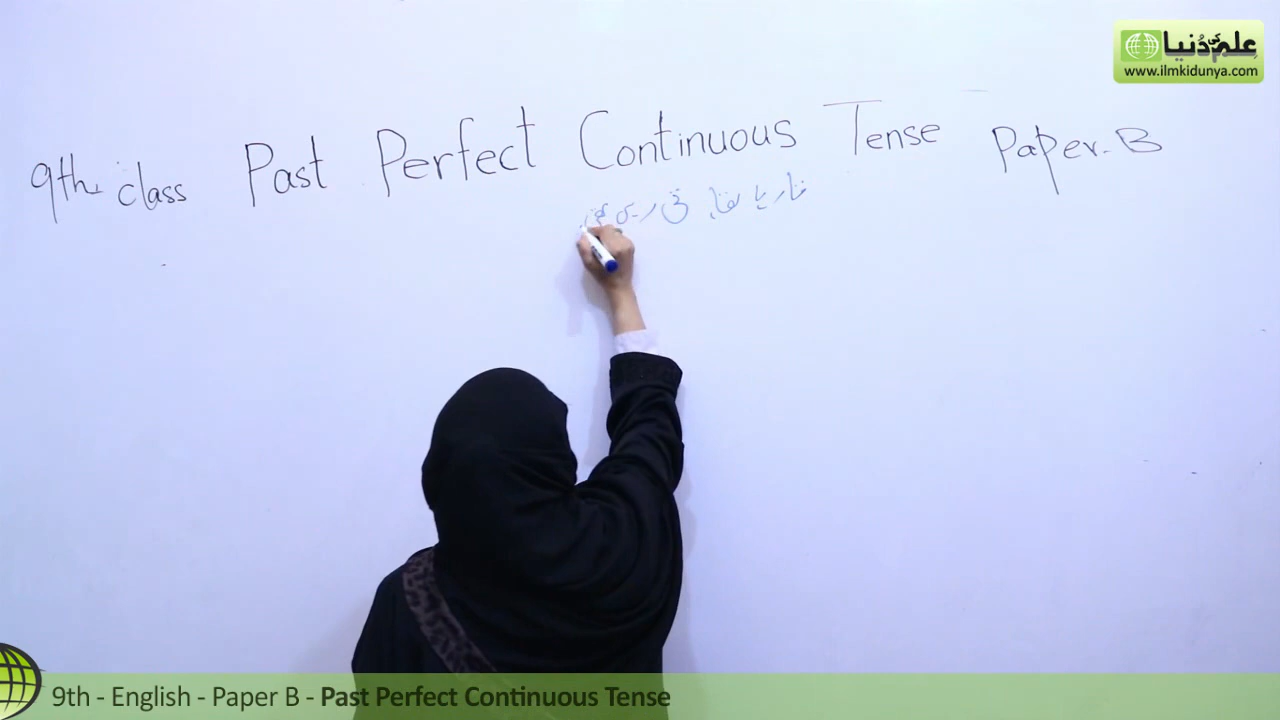 علم کی دُنیا
www.ilmkidunya.com
9th class Past Perfect Continuous Tense Paper-B
9th - English - Paper B - Past Perfect Continuous Tense